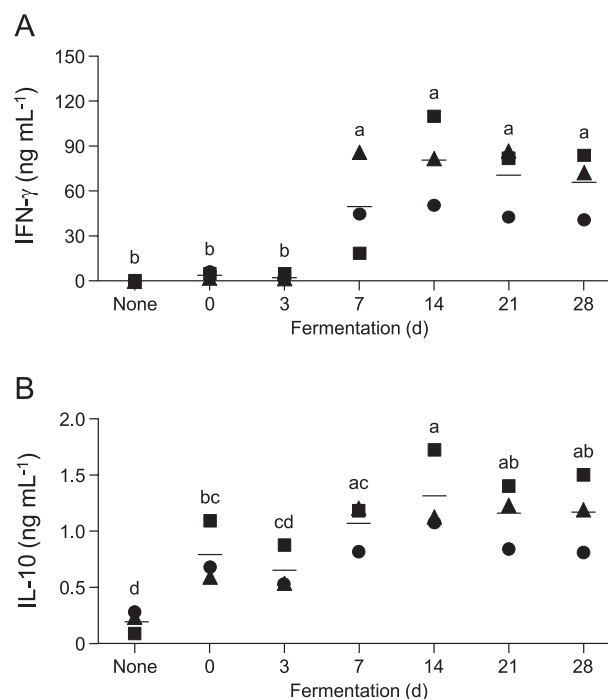 A
IFN-γ (ng mL⁻¹)
150
120
90
60
30
0
b
b
b
a
a
a
a
None
0
3
7
14
21
28
Fermentation (d)
B
IL-10 (ng mL⁻¹)
2.0
1.5
1.0
0.5
0
d
bc
cd
ac
a
ab
ab
None
0
3
7
14
21
28
Fermentation (d)